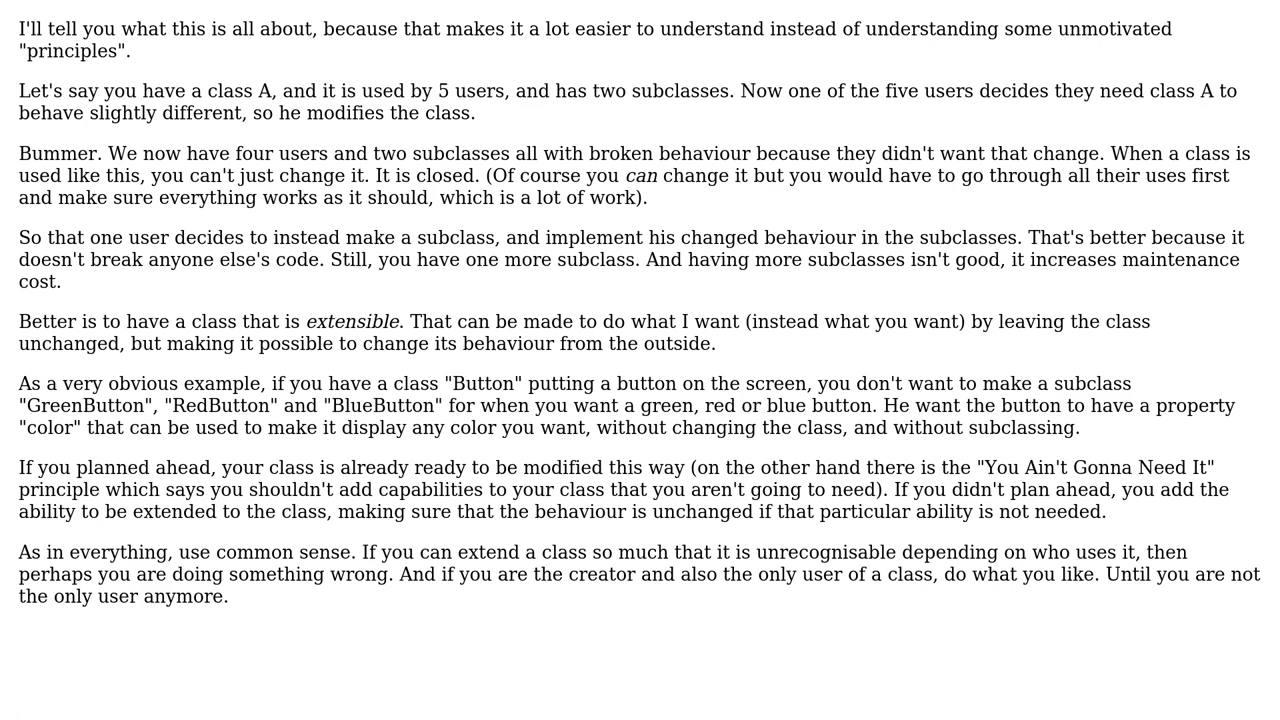 I'll tell you what this is all about, because that makes it a lot easier to understand instead of understanding some unmotivated
"principles".
Let's say you have a class A, and it is used by 5 users, and has two subclasses. Now one of the five users decides they need class A to
behave slightly different, so he modifies the class.
Bummer. We now have four users and two subclasses all with broken behaviour because they didn't want that change. When a class is
used like this, you can't just change it. It is closed. (Of course you can change it but you would have to go through all their uses first
and make sure everything works as it should, which is a lot of work).
So that one user decides to instead make a subclass, and implement his changed behaviour in the subclasses. That's better because it
doesn't break anyone else's code. Still, you have one more subclass. And having more subclasses isn't good, it increases maintenance
cost.
Better is to have a class that is extensible. That can be made to do what I want (instead what you want) by leaving the class
unchanged, but making it possible to change its behaviour from the outside.
As a very obvious example, if you have a class "Button" putting a button on the screen, you don't want to make a subclass
"GreenButton", "RedButton" and "BlueButton" for when you want a green, red or blue button. He want the button to have a property
"color" that can be used to make it display any color you want, without changing the class, and without subclassing.
If you planned ahead, your class is already ready to be modified this way (on the other hand there is the "You Ain't Gonna Need It"
principle which says you shouldn't add capabilities to your class that you aren't going to need). If you didn't plan ahead, you add the
ability to be extended to the class, making sure that the behaviour is unchanged if that particular ability is not needed.
As in everything, use common sense. If you can extend a class so much that it is unrecognisable depending on who uses it, then
perhaps you are doing something wrong. And if you are the creator and also the only user of a class, do what you like. Until you are not
the only user anymore.